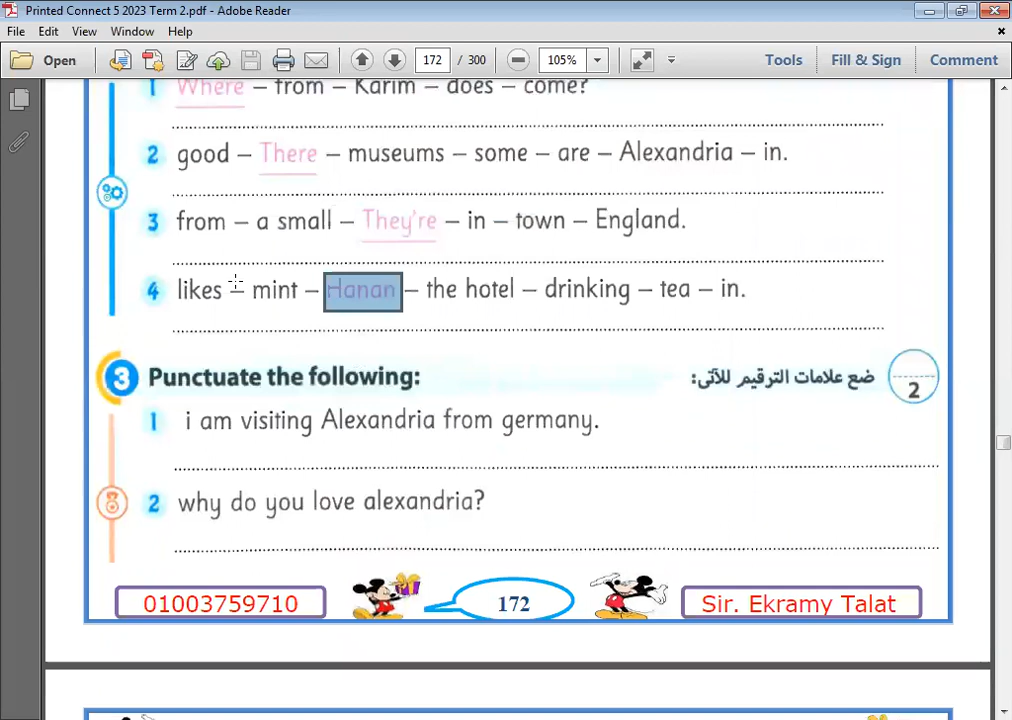 Printed Connect 5 2023 Term 2.pdf - Adobe Reader
File Edit View Window Help
Open 172 / 300 105% Tools Fill & Sign Comment
1 Where – from – Karim – does – come?
2 good – There – museums – some – are – Alexandria – in.
3 from – a small – They're – in – town – England.
4 likes – mint – Hanan – the hotel – drinking – tea – in.
3 Punctuate the following: ضع علامات الترقيم للآتى: 2
1 i am visiting Alexandria from germany.
2 why do you love alexandria?
01003759710 172 Sir. Ekramy Talat